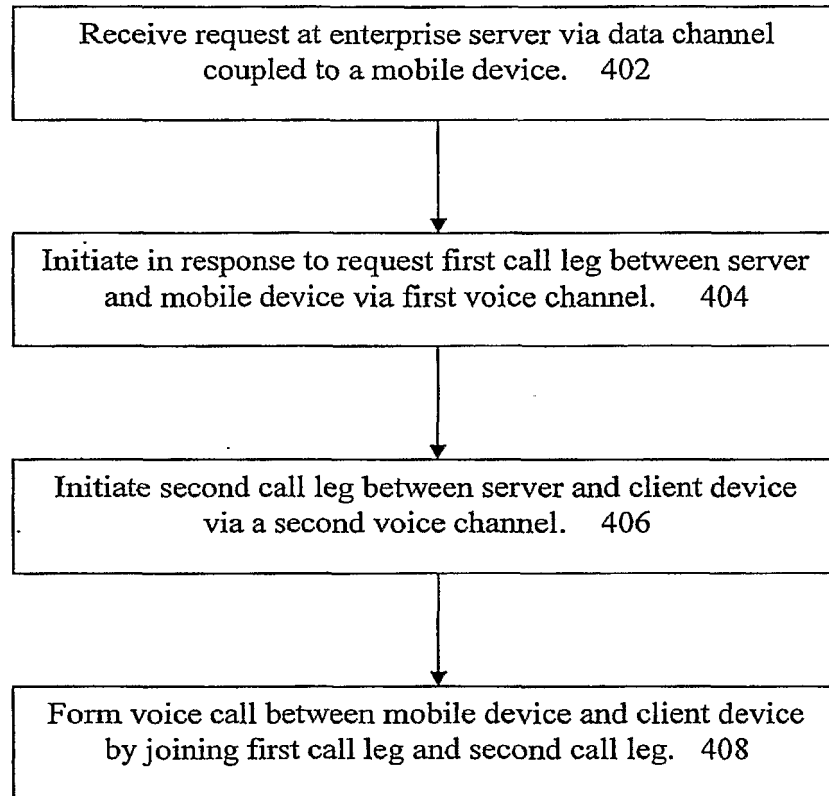 Receive request at enterprise server via data channel
coupled to a mobile device. 402
Initiate in response to request first call leg between server
and mobile device via first voice channel. 404
Initiate second call leg between server and client device
via a second voice channel. 406
Form voice call between mobile device and client device
by joining first call leg and second call leg. 408